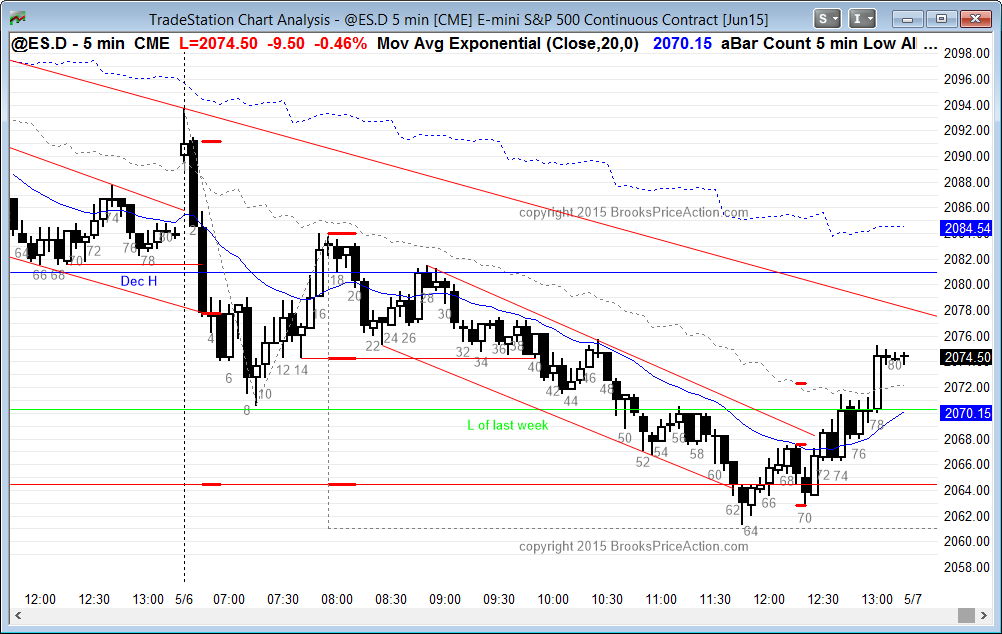 TradeStation Chart Analysis - @ES.D 5 min [CME] E-mini S&P 500 Continuous Contract [Jun15]
S
I
@ES.D - 5 min CME L=2074.50 -9.50 -0.46% Mov Avg Exponential (Close,20,0) 2070.15 aBar Count 5 min Low Al ...
2098.00
2096.00
2094.00
2092.00
2090.00
2088.00
2086.00
copyright 2015 BrooksPriceAction.com
2084.54
2082.00
Dec H
2080.00
2078.00
2076.00
2074.50
2072.00
2070.15
L of last week
2068.00
2066.00
2064.00
2062.00
2060.00
copyright 2015 BrooksPriceAction.com
2058.00
64 66 68 70 72 74 76 78 80
2 4 6 8 10 12 14 16 18 20 22 24 26 28 30 32 34 36 38 40 42 44 46 48 50 52 54 56 58 60 62 64 66 68 70 72 74 76 78 80
12:00 12:30 13:00 5/6 07:00 07:30 08:00 08:30 09:00 09:30 10:00 10:30 11:00 11:30 12:00 12:30 13:00 5/7